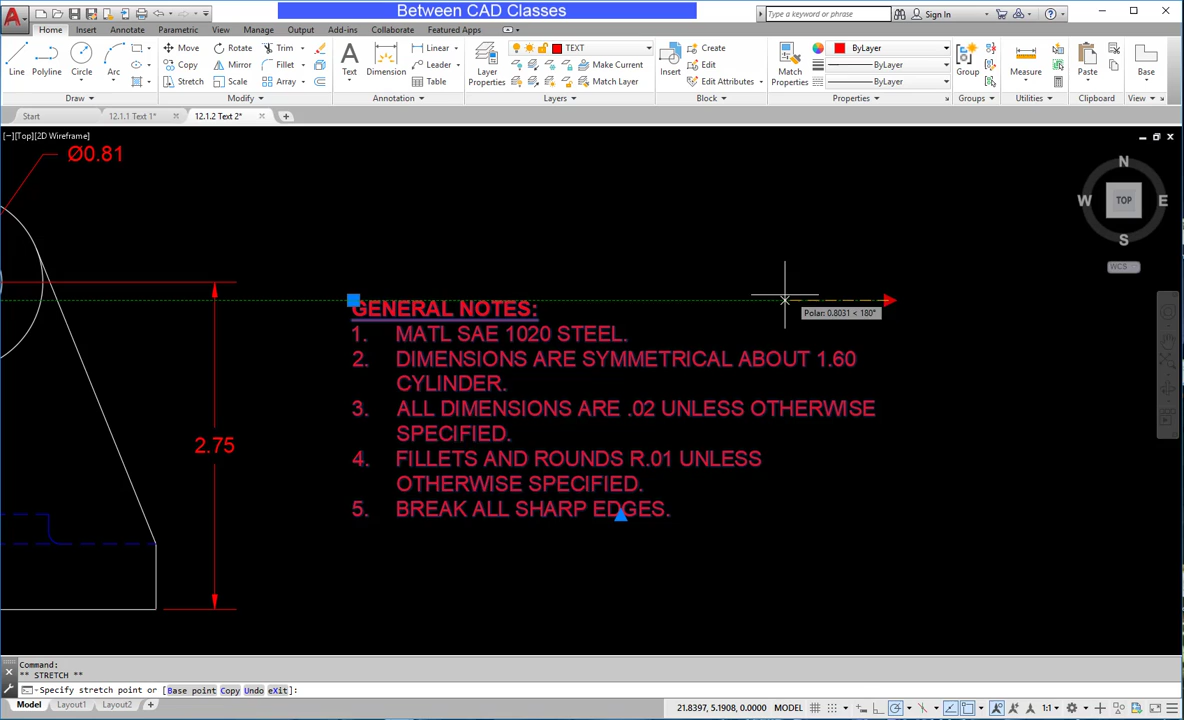 Between CAD Classes
Type a keyword or phrase
Sign In
Home Insert Annotate Parametric View Manage Output Add-ins Collaborate Featured Apps
Line Polyline Circle Arc
Move Rotate Trim
Copy Mirror Fillet
Stretch Scale Array
Text Dimension
Linear
Leader
Table
Layer Properties
TEXT
Make Current
Match Layer
Insert
Create
Edit
Edit Attributes
Match Properties
ByLayer
ByLayer
ByLayer
Group Measure Paste Base
Draw Modify Annotation Layers Block Properties Groups Utilities Clipboard View
Start 12.1.1 Text 1* 12.1.2 Text 2*
[−][Top][2D Wireframe]
Ø0.81
N
W TOP E
S
WCS
Polar: 0.8031 < 180°
GENERAL NOTES:
1. MATL SAE 1020 STEEL.
2. DIMENSIONS ARE SYMMETRICAL ABOUT 1.60
CYLINDER.
3. ALL DIMENSIONS ARE .02 UNLESS OTHERWISE
SPECIFIED.
4. FILLETS AND ROUNDS R.01 UNLESS
OTHERWISE SPECIFIED.
5. BREAK ALL SHARP EDGES.
2.75
Command:
** STRETCH **
Specify stretch point or [Base point Copy Undo eXit]:
Model Layout1 Layout2
21.8397, 5.1908, 0.0000 MODEL
1:1